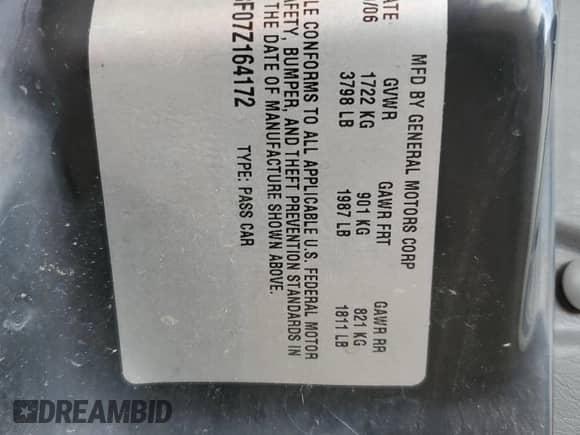 MFD BY GENERAL MOTORS CORP
ATE GVWR GAWR FRT GAWR RR
/06 1722 KG 901 KG 821 KG
3798 LB 1987 LB 1811 LB
LE CONFORMS TO ALL APPLICABLE U.S. FEDERAL MOTOR
AFETY, BUMPER, AND THEFT PREVENTION STANDARDS IN
THE DATE OF MANUFACTURE SHOWN ABOVE.
F07Z164172 TYPE: PASS CAR
DREAMBID